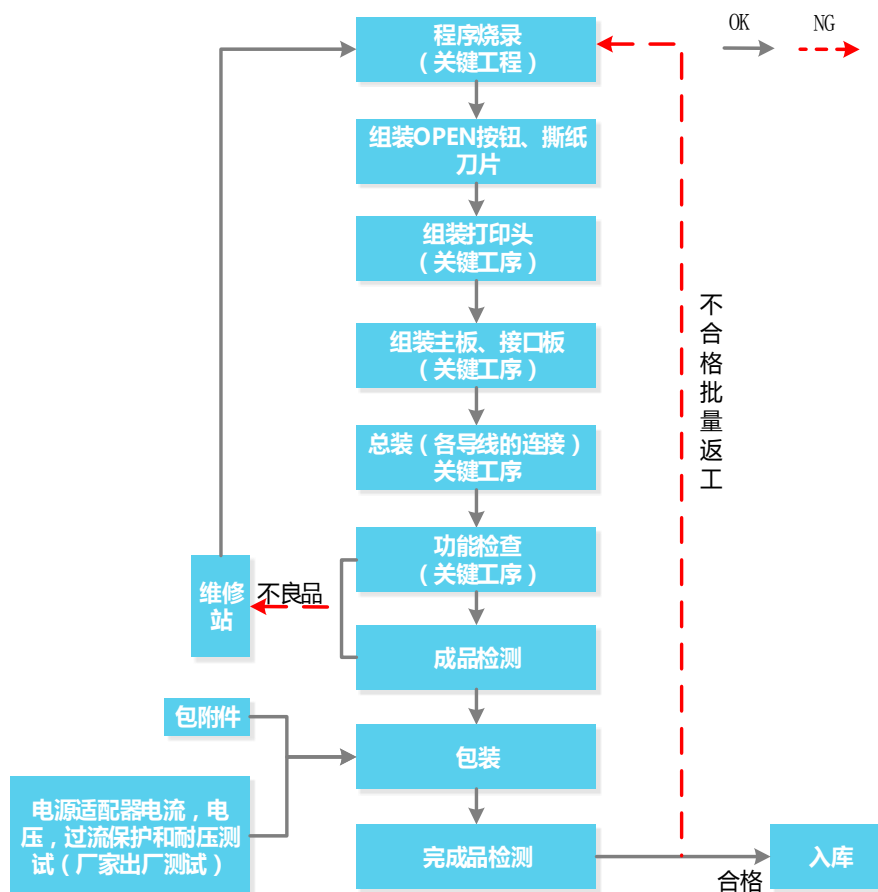 OK
NG
程序烧录
（关键工程）
组装OPEN按钮、撕纸
刀片
组装打印头
（关键工序）
组装主板、接口板
（关键工序）
总装（各导线的连接）
关键工序
功能检查
（关键工序）
不良品
维修
站
成品检测
包附件
包装
电源适配器电流，电
压，过流保护和耐压测
试（厂家出厂测试）
完成品检测
合格
入库
不
合
格
批
量
返
工